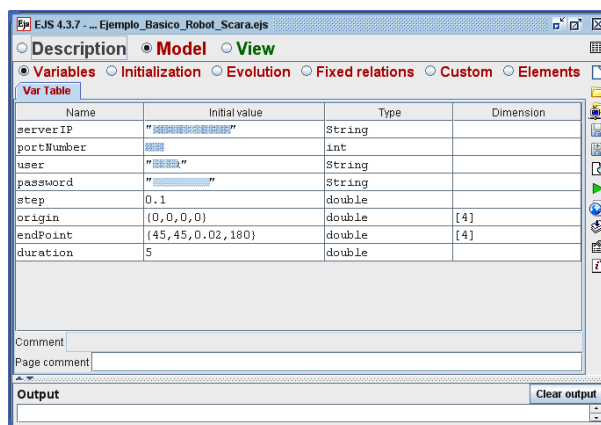 Ejs EJS 4.3.7 - ... Ejemplo_Basico_Robot_Scara.ejs
Description Model View
Variables Initialization Evolution Fixed relations Custom Elements
Var Table
Name Initial value Type Dimension
serverIP " " String
portNumber int
user " " String
password " " String
step 0.1 double
origin {0,0,0,0} double [4]
endPoint {45,45,0.02,180} double [4]
duration 5 double
Comment
Page comment
Output Clear output